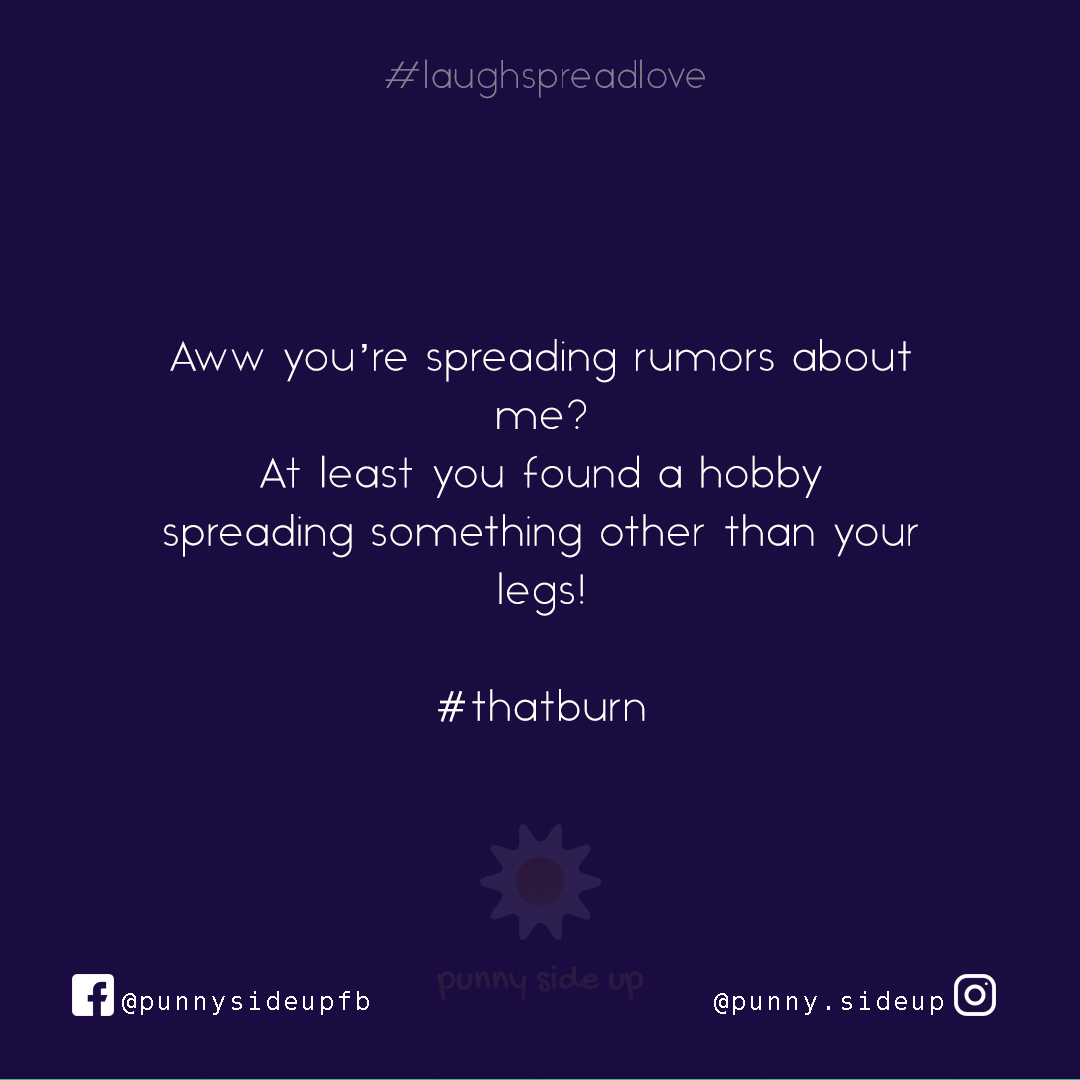 #laughspreadlove
Aww you’re spreading rumors about
me?
At least you found a hobby
spreading something other than your
legs!
#thatburn
punny side up
@punnysideupfb
@punny.sideup